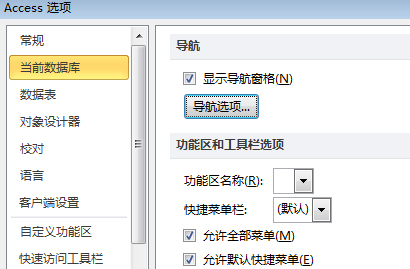 Access 选项
常规
当前数据库
数据表
对象设计器
校对
语言
客户端设置
自定义功能区
快速访问工具栏
导航
显示导航窗格(N)
导航选项...
功能区和工具栏选项
功能区名称(R):
快捷菜单栏: (默认)
允许全部菜单(M)
允许默认快捷菜单(F)